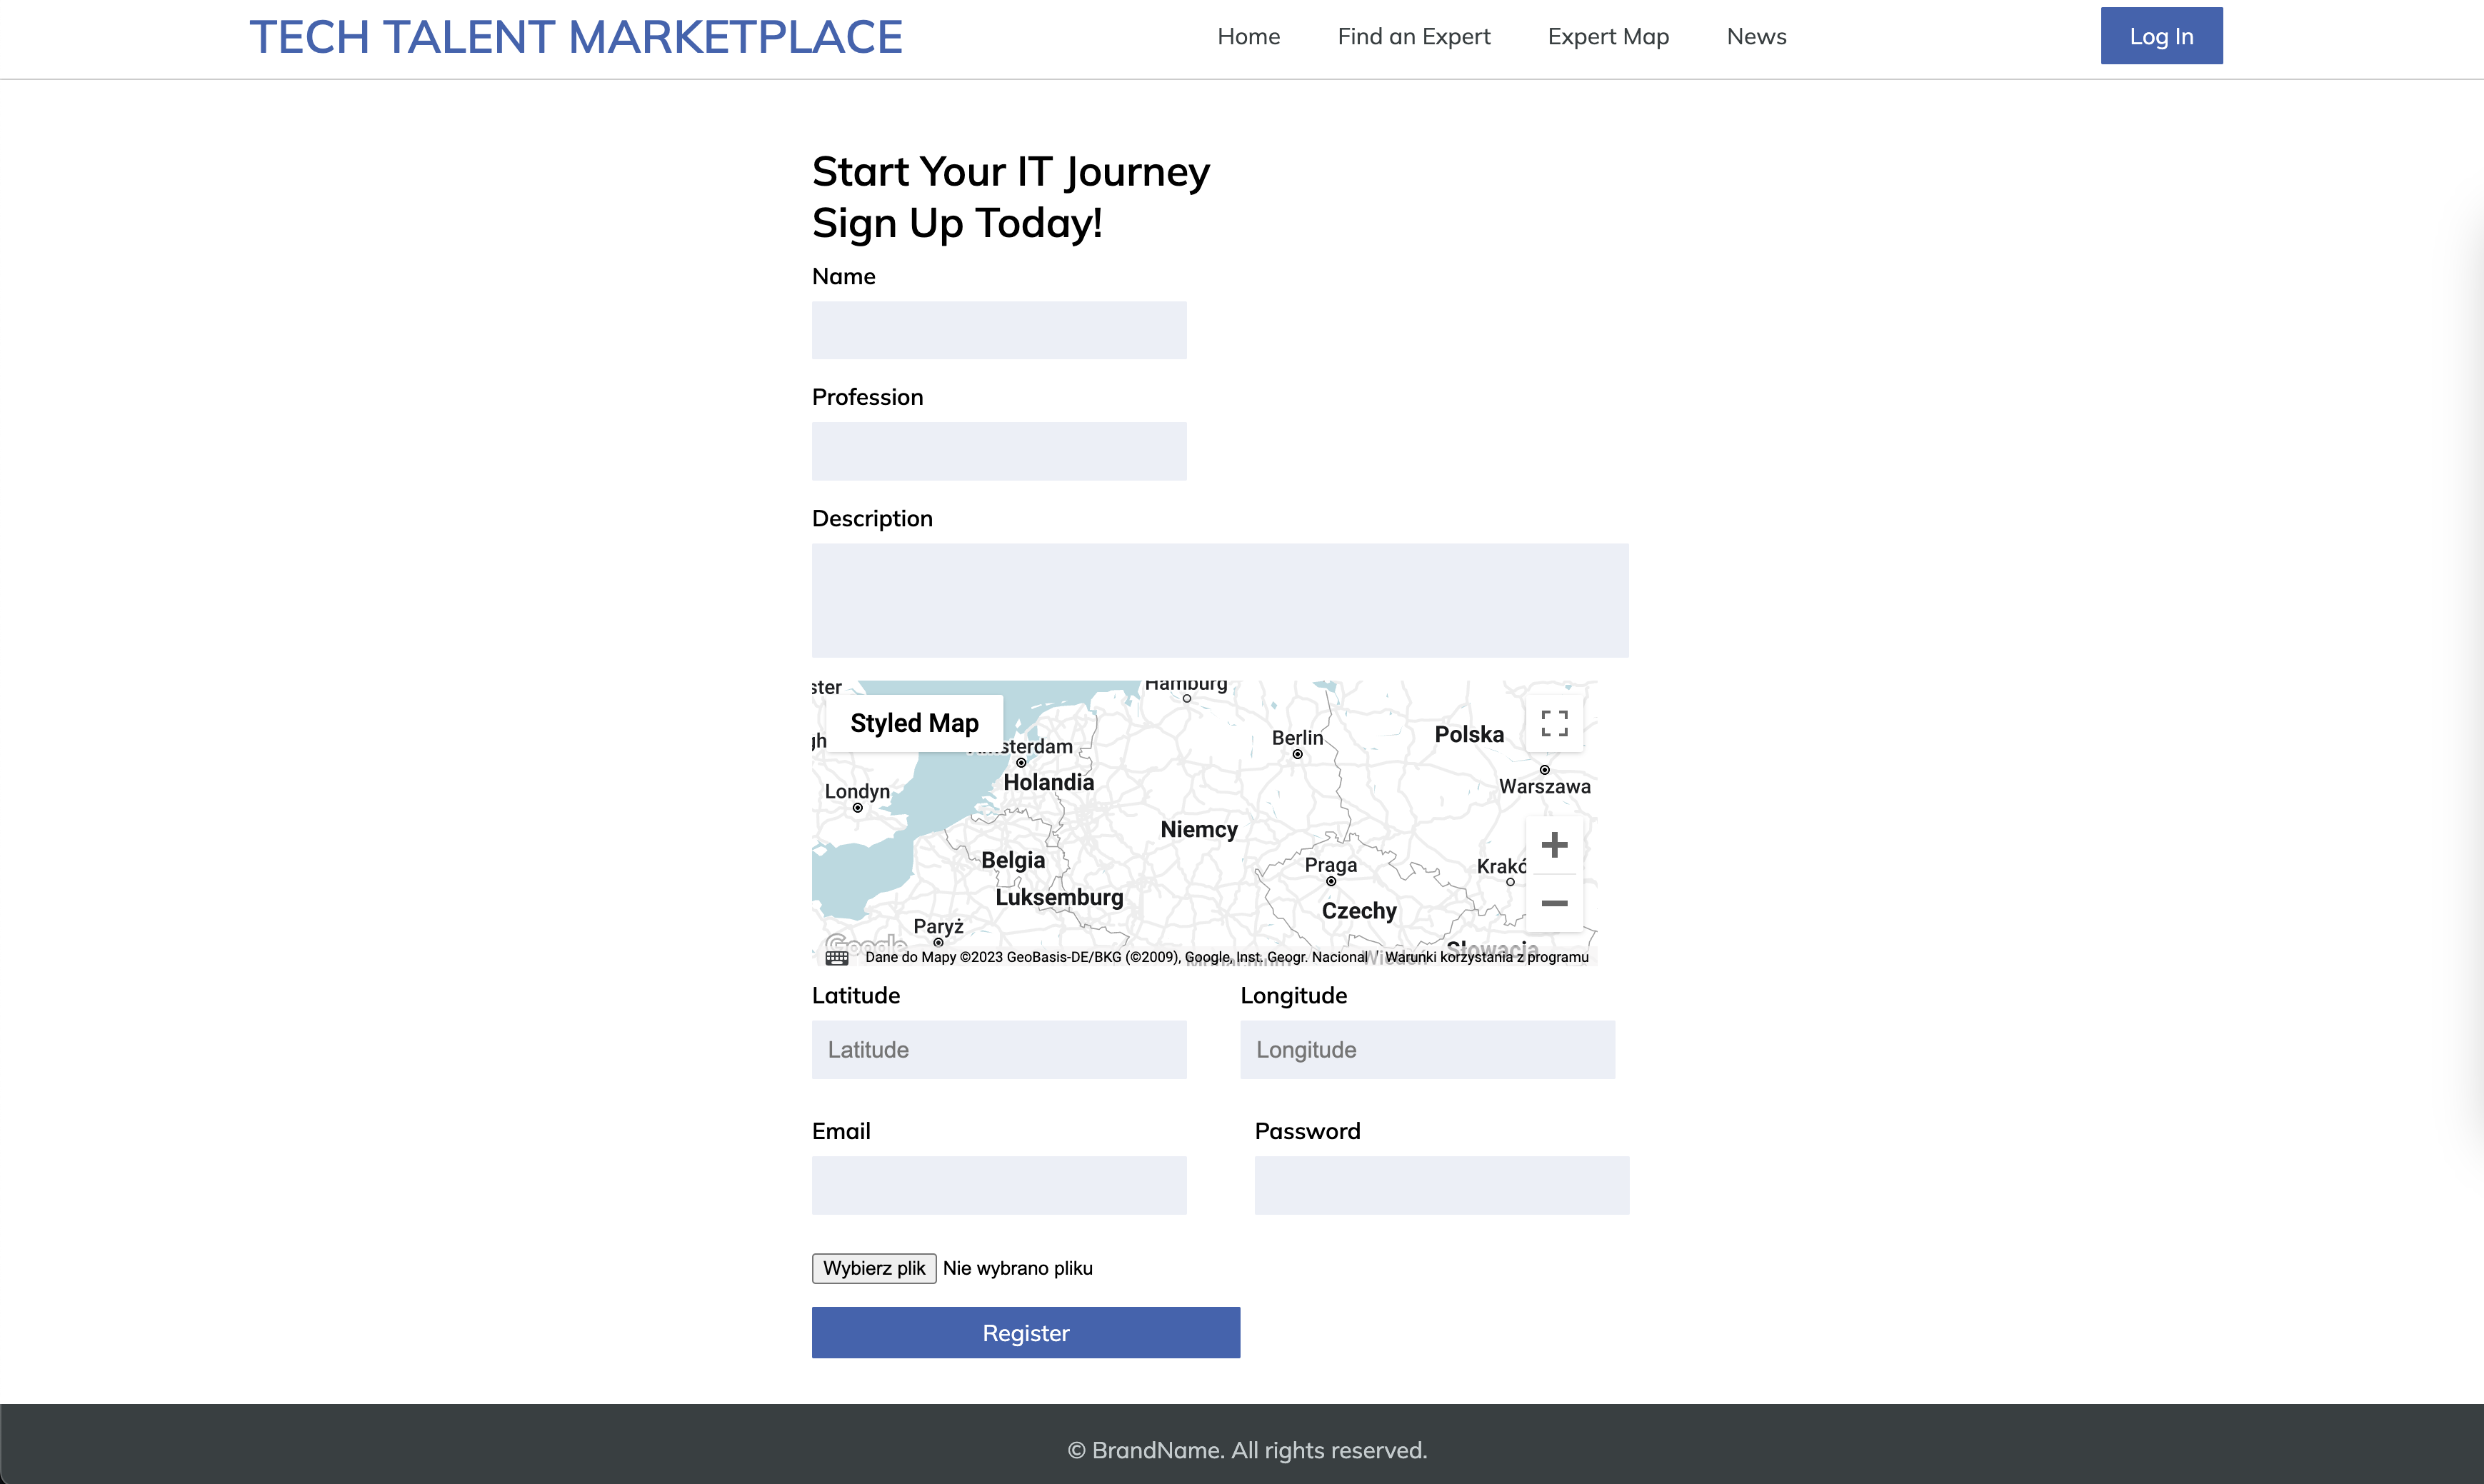 TECH TALENT MARKETPLACE
Home
Find an Expert
Expert Map
News
Log In
Start Your IT Journey
Sign Up Today!
Name
Profession
Description
Styled Map
Hamburg
Berlin
Polska
Holandia
Warszawa
Londyn
Niemcy
Belgia
Praga
Luksemburg
Czechy
Paryż
Słowacja
Google
Dane do Mapy ©2023 GeoBasis-DE/BKG (©2009), Google, Inst. Geogr. Nacional
Warunki korzystania z programu
Latitude
Longitude
Latitude
Longitude
Email
Password
Wybierz plik Nie wybrano pliku
Register
© BrandName. All rights reserved.